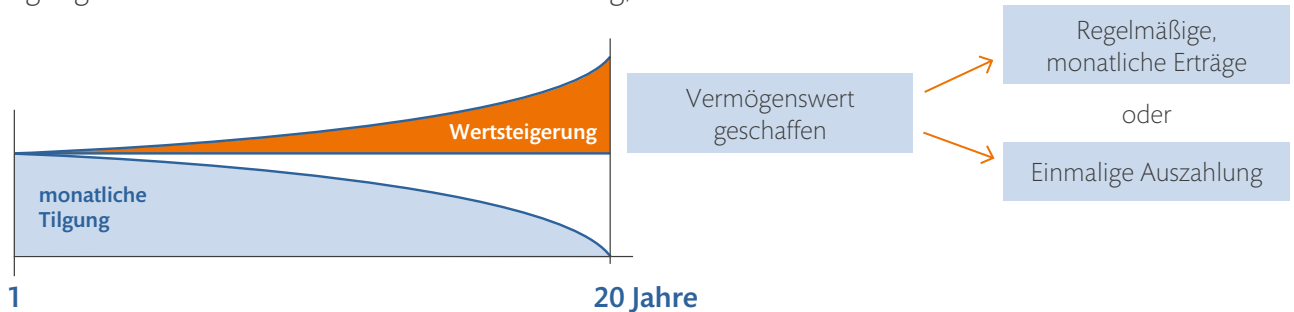 Wertsteigerung
monatliche
Tilgung
1
20 Jahre
Vermögenswert
geschaffen
Regelmäßige,
monatliche Erträge
oder
Einmalige Auszahlung